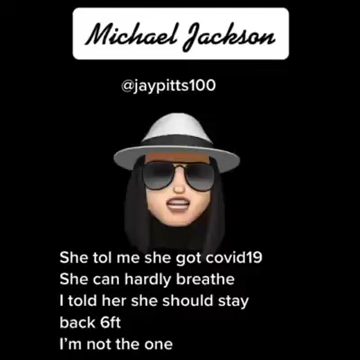 Michael Jackson
@jaypitts100
She tol me she got covid19
She can hardly breathe
I told her she should stay
back 6ft
I'm not the one